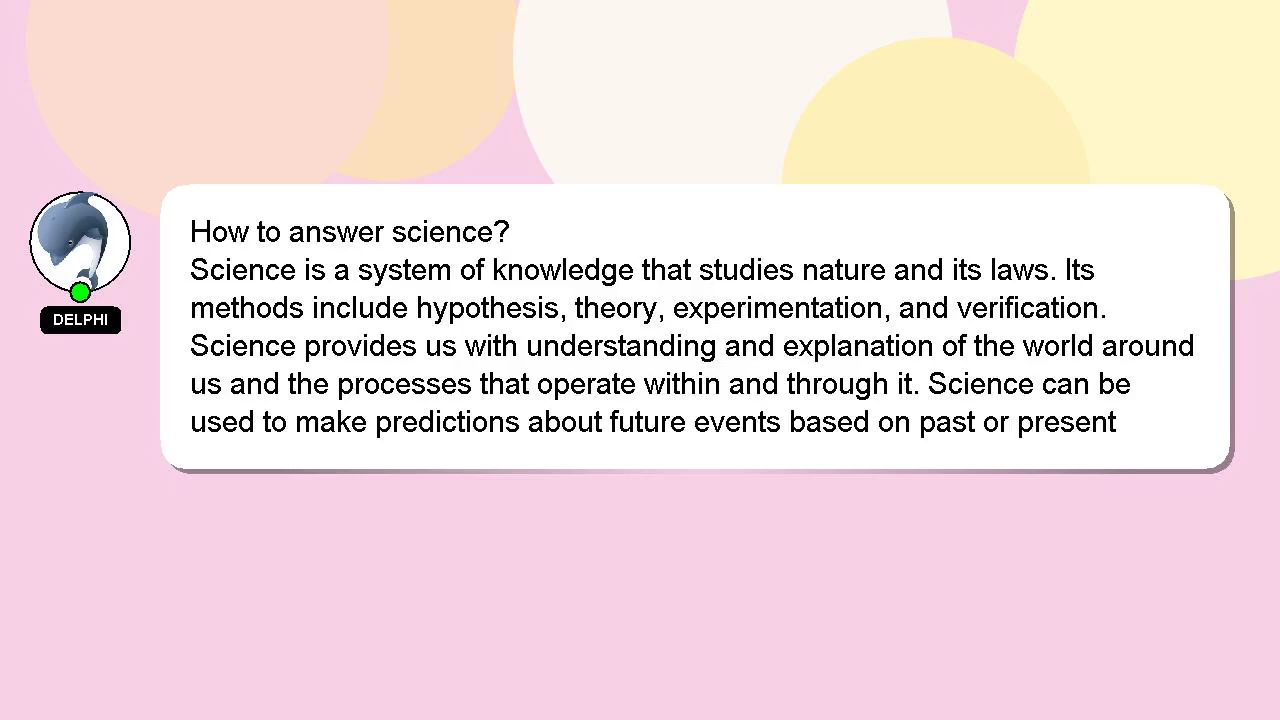 How to answer science?
Science is a system of knowledge that studies nature and its laws. Its
methods include hypothesis, theory, experimentation, and verification.
Science provides us with understanding and explanation of the world around
us and the processes that operate within and through it. Science can be
used to make predictions about future events based on past or present
DELPHI